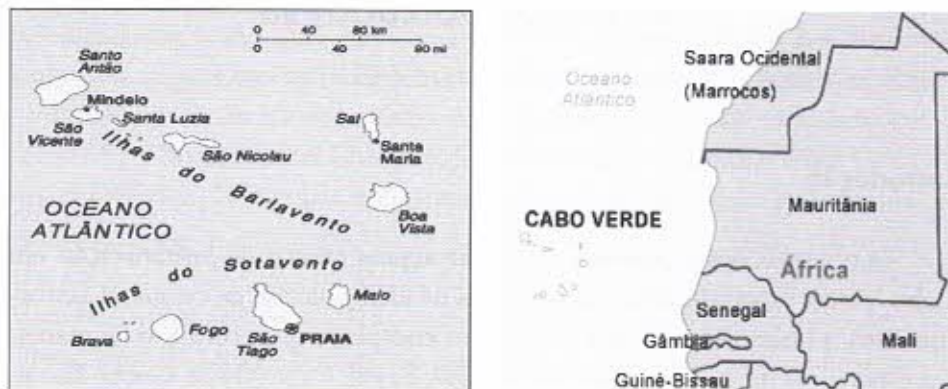 0 40 80 km
0 40 80 mi
Santo
Antão
Mindelo
São
Vicente
Santa Luzia
São Nicolau
Sal
Santa
Maria
Ilhas do Barlavento
Boa
Vista
OCEANO
ATLÂNTICO
Ilhas do Sotavento
Maio
Brava
Fogo
São
Tiago
PRAIA
Oceano
Atlântico
Saara Ocidental
(Marrocos)
CABO VERDE
Mauritânia
África
Senegal
Gâmbia
Mali
Guiné-Bissau